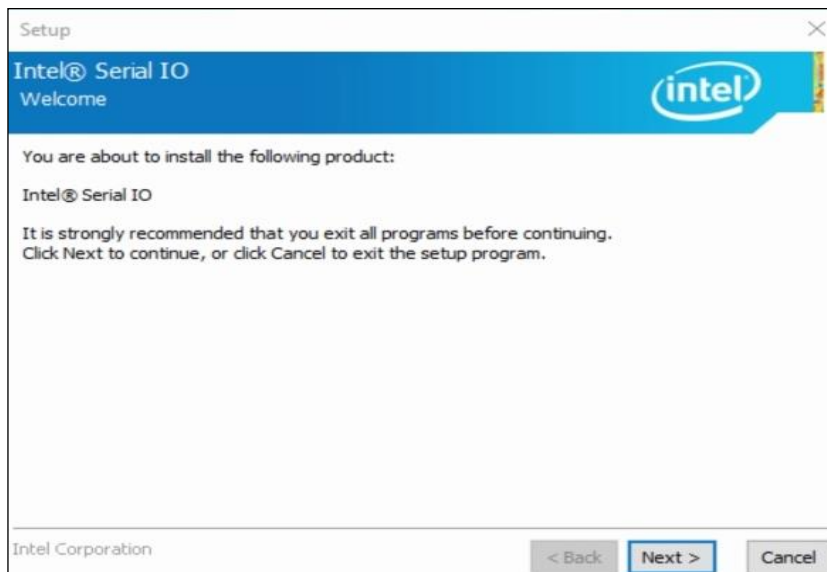 Setup
Intel® Serial IO
Welcome
intel
You are about to install the following product:
Intel® Serial IO
It is strongly recommended that you exit all programs before continuing.
Click Next to continue, or click Cancel to exit the setup program.
Intel Corporation
< Back Next > Cancel